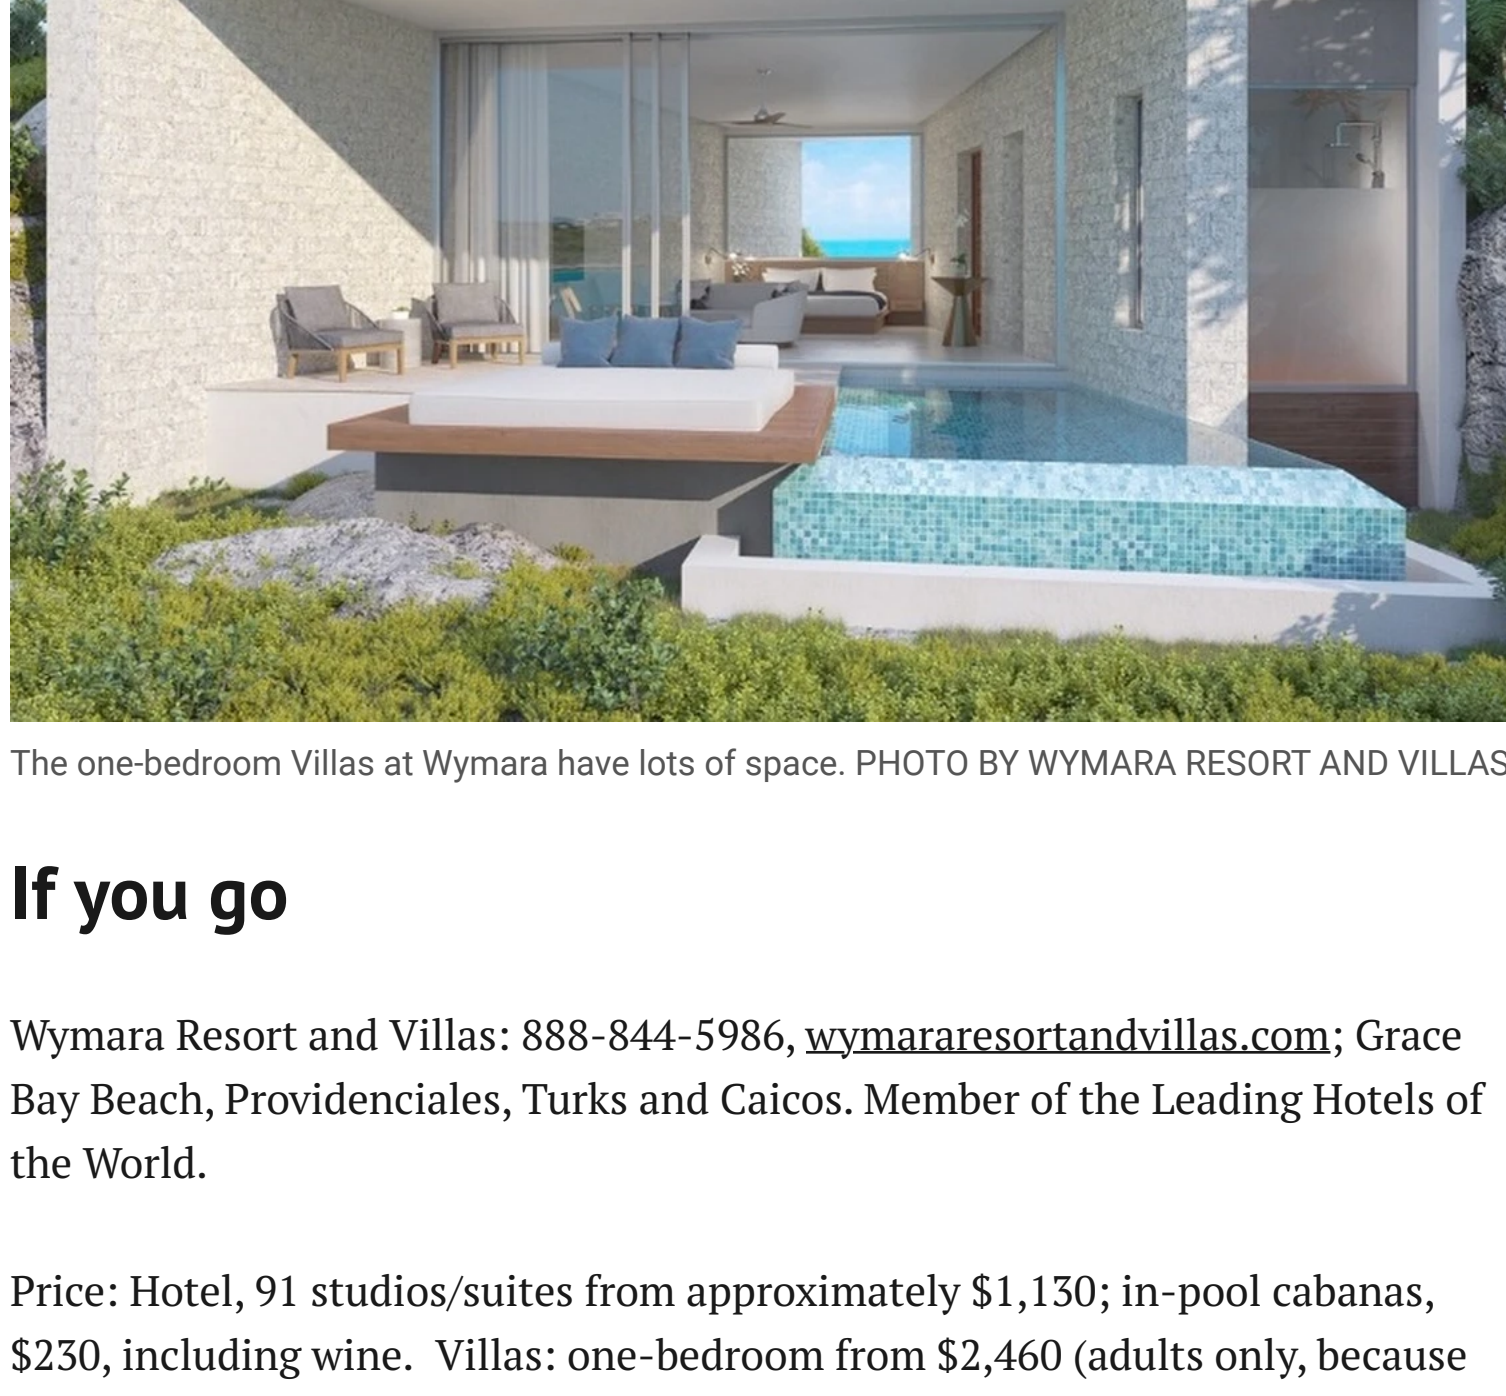 The one-bedroom Villas at Wymara have lots of space. PHOTO BY WYMARA RESORT AND VILLAS
If you go
Wymara Resort and Villas: 888-844-5986, wymararesortandvillas.com; Grace
Bay Beach, Providenciales, Turks and Caicos. Member of the Leading Hotels of
the World.
Price: Hotel, 91 studios/suites from approximately $1,130; in-pool cabanas,
$230, including wine.  Villas: one-bedroom from $2,460 (adults only, because